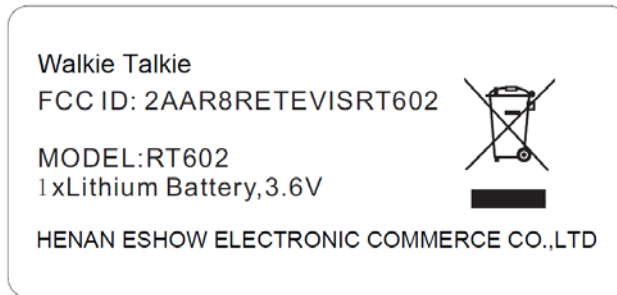 Walkie Talkie
FCC ID: 2AAR8RETEVISRT602
MODEL:RT602
1xLithium Battery,3.6V
HENAN ESHOW ELECTRONIC COMMERCE CO.,LTD